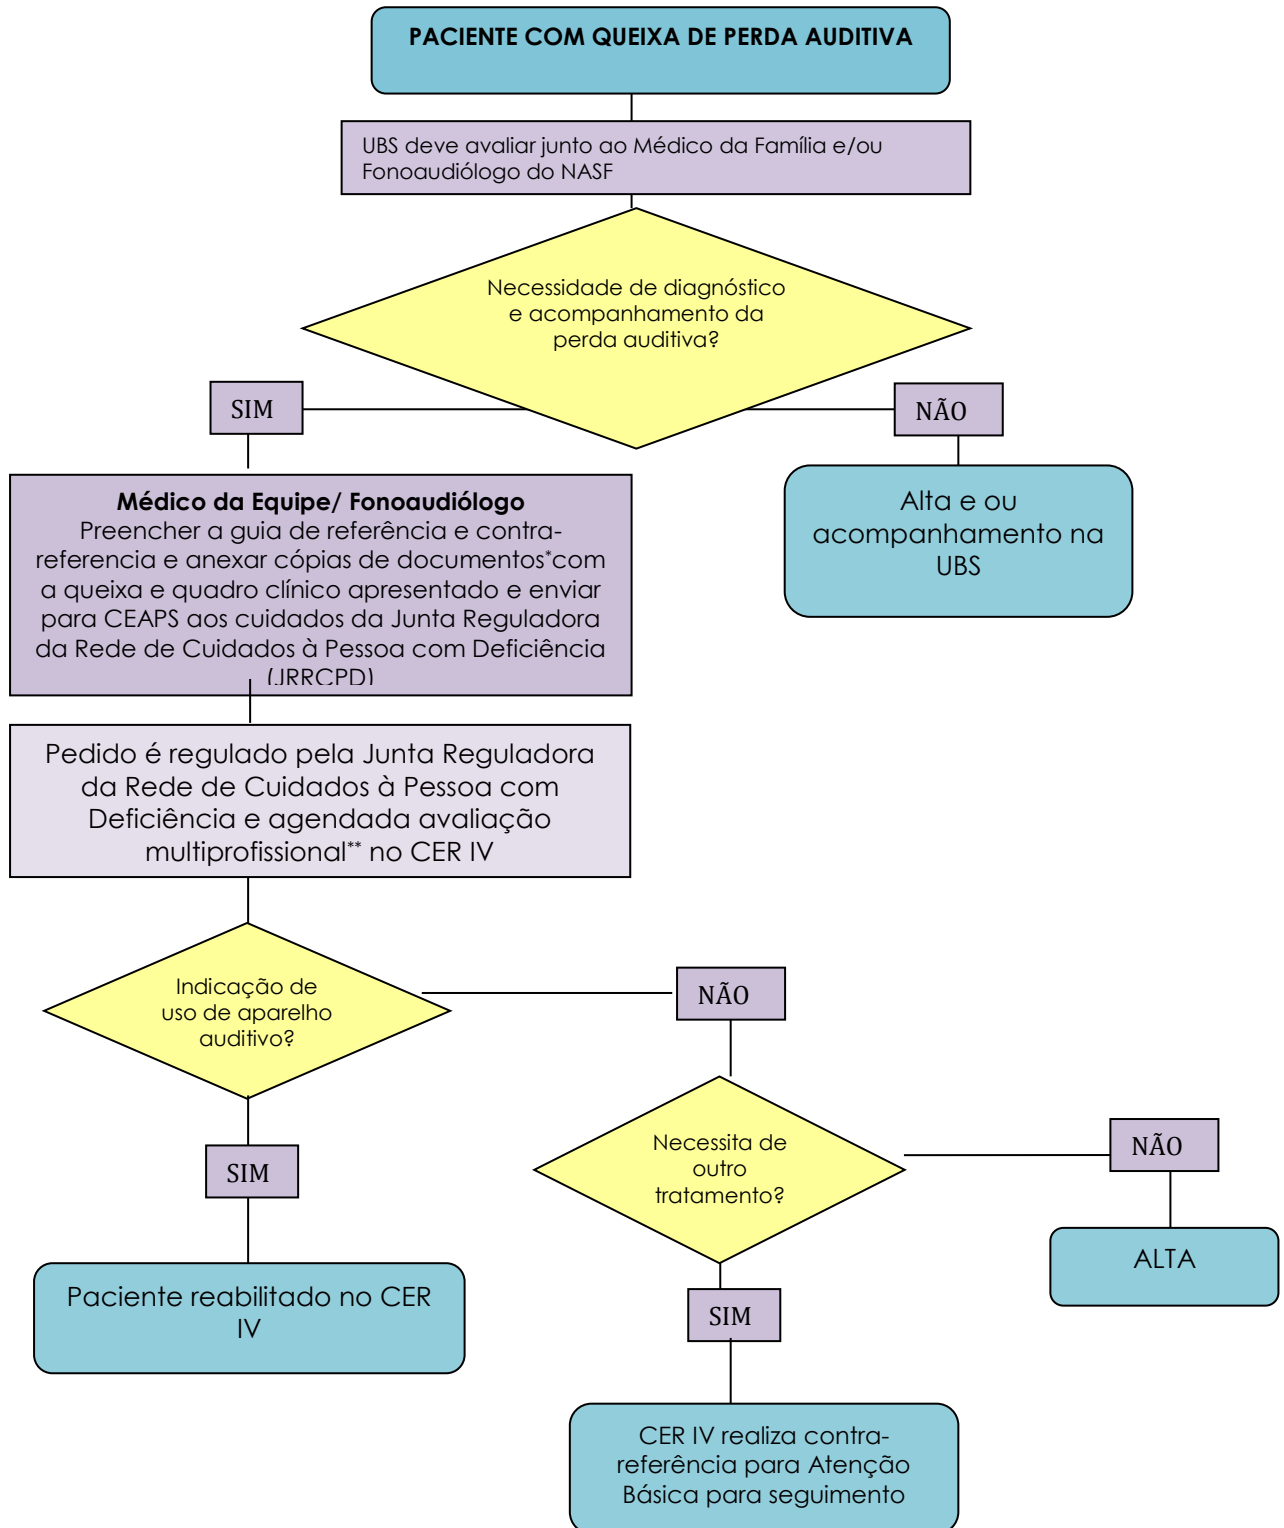 PACIENTE COM QUEIXA DE PERDA AUDITIVA
UBS deve avaliar junto ao Médico da Família e/ou
Fonoaudiólogo do NASF
Necessidade de diagnóstico
e acompanhamento da
perda auditiva?
SIM
NÃO
Médico da Equipe/ Fonoaudiólogo
Preencher a guia de referência e contra-
referencia e anexar cópias de documentos*com
a queixa e quadro clínico apresentado e enviar
para CEAPS aos cuidados da Junta Reguladora
da Rede de Cuidados à Pessoa com Deficiência
(JRRCPD)
Alta e ou
acompanhamento na
UBS
Pedido é regulado pela Junta Reguladora
da Rede de Cuidados à Pessoa com
Deficiência e agendada avaliação
multiprofissional** no CER IV
Indicação de
uso de aparelho
auditivo?
NÃO
SIM
Necessita de
outro
tratamento?
NÃO
Paciente reabilitado no CER
IV
ALTA
SIM
CER IV realiza contra-
referência para Atenção
Básica para seguimento